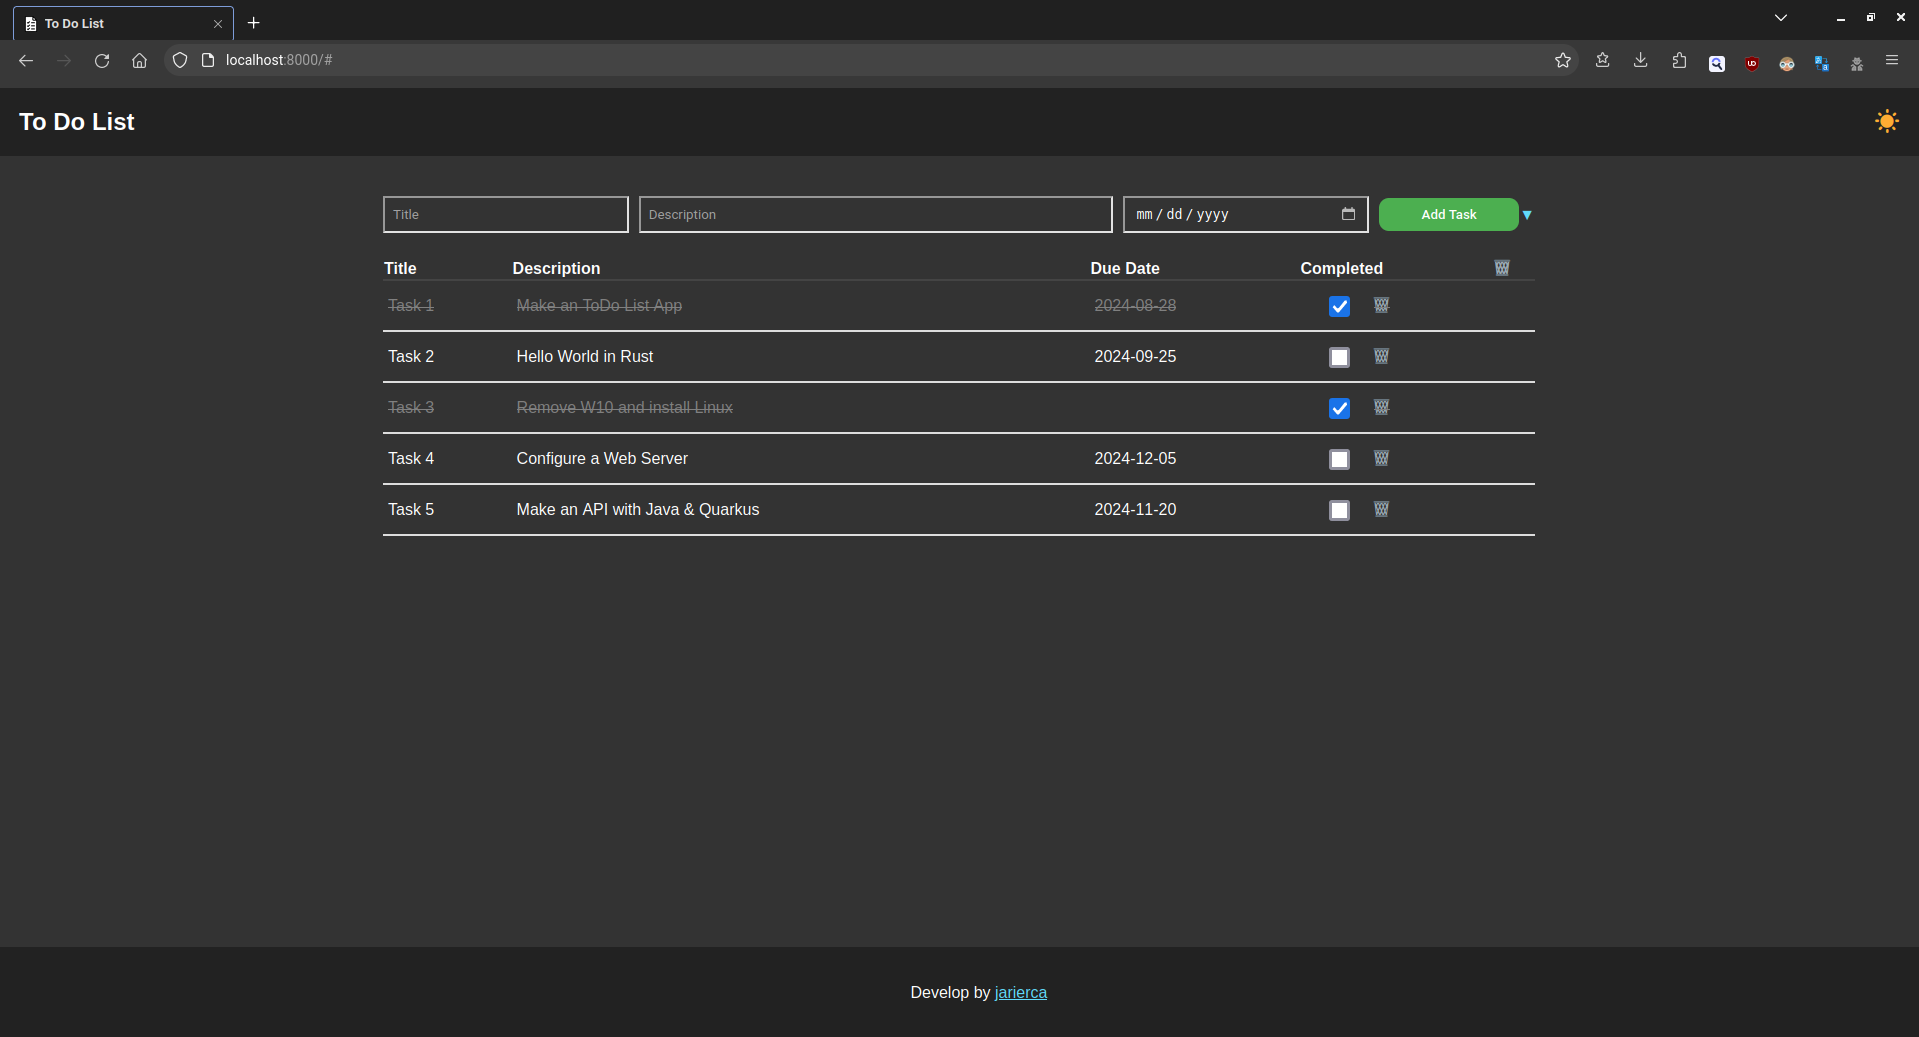 To Do List
localhost:8000/#
To Do List
Title Description mm / dd / yyyy Add Task
Title Description Due Date Completed
Task 1 Make an ToDo List App 2024-08-28
Task 2 Hello World in Rust 2024-09-25
Task 3 Remove W10 and install Linux
Task 4 Configure a Web Server 2024-12-05
Task 5 Make an API with Java & Quarkus 2024-11-20
Develop by jarierca